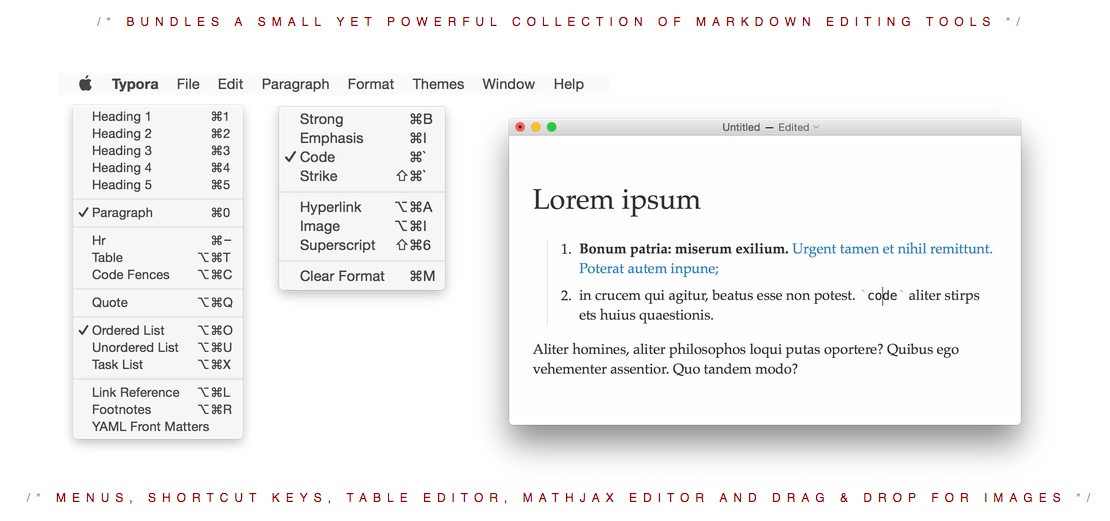 /* BUNDLES A SMALL YET POWERFUL COLLECTION OF MARKDOWN EDITING TOOLS */
Typora File Edit Paragraph Format Themes Window Help
Heading 1 ⌘1
Heading 2 ⌘2
Heading 3 ⌘3
Heading 4 ⌘4
Heading 5 ⌘5
✓ Paragraph ⌘0
Hr ⌘−
Table ⌥⌘T
Code Fences ⌥⌘C
Quote ⌥⌘Q
✓ Ordered List ⌥⌘O
Unordered List ⌥⌘U
Task List ⌥⌘X
Link Reference ⌥⌘L
Footnotes ⌥⌘R
YAML Front Matters
Strong ⌘B
Emphasis ⌘I
✓ Code ⌘`
Strike ⇧⌘`
Hyperlink ⌥⌘A
Image ⌥⌘I
Superscript ⇧⌘6
Clear Format ⌘M
Untitled — Edited
Lorem ipsum
1. Bonum patria: miserum exilium. Urgent tamen et nihil remittunt.
Poterat autem inpune;
2. in crucem qui agitur, beatus esse non potest. `code` aliter stirps
ets huius quaestionis.
Aliter homines, aliter philosophos loqui putas oportere? Quibus ego
vehementer assentior. Quo tandem modo?
/* MENUS, SHORTCUT KEYS, TABLE EDITOR, MATHJAX EDITOR AND DRAG & DROP FOR IMAGES */